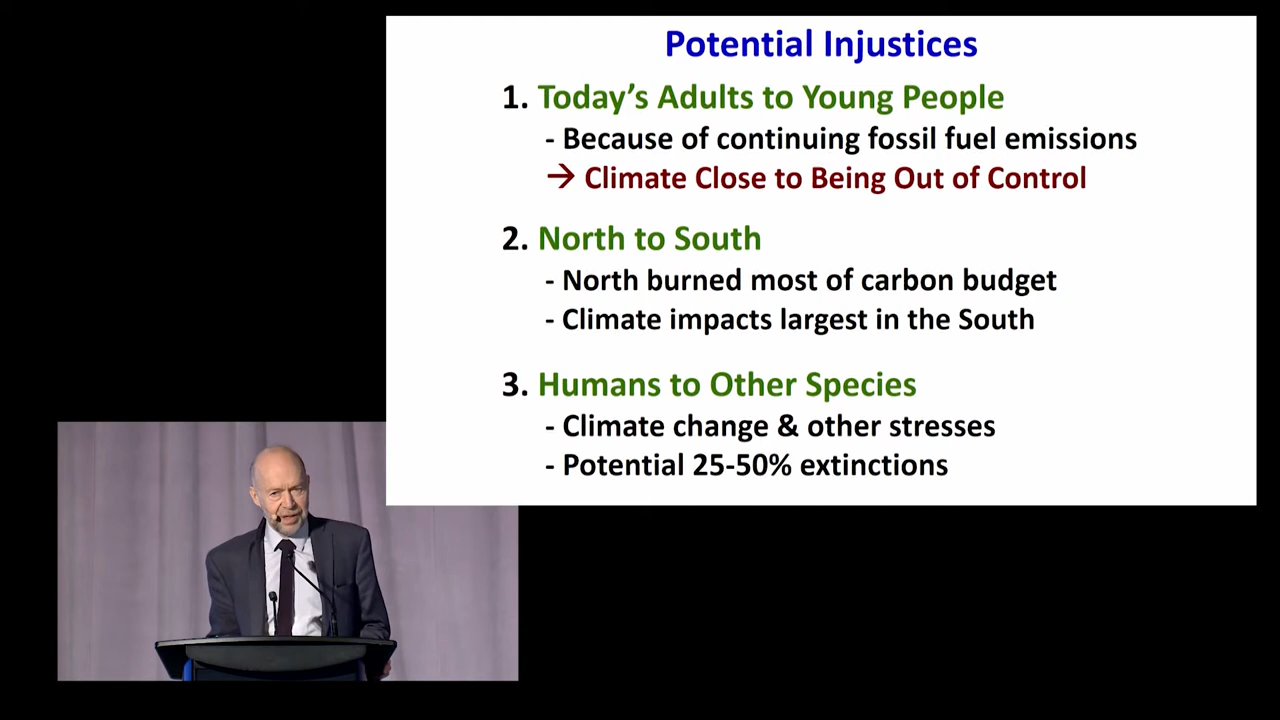 Potential Injustices
1. Today’s Adults to Young People
- Because of continuing fossil fuel emissions
→ Climate Close to Being Out of Control
2. North to South
- North burned most of carbon budget
- Climate impacts largest in the South
3. Humans to Other Species
- Climate change & other stresses
- Potential 25-50% extinctions